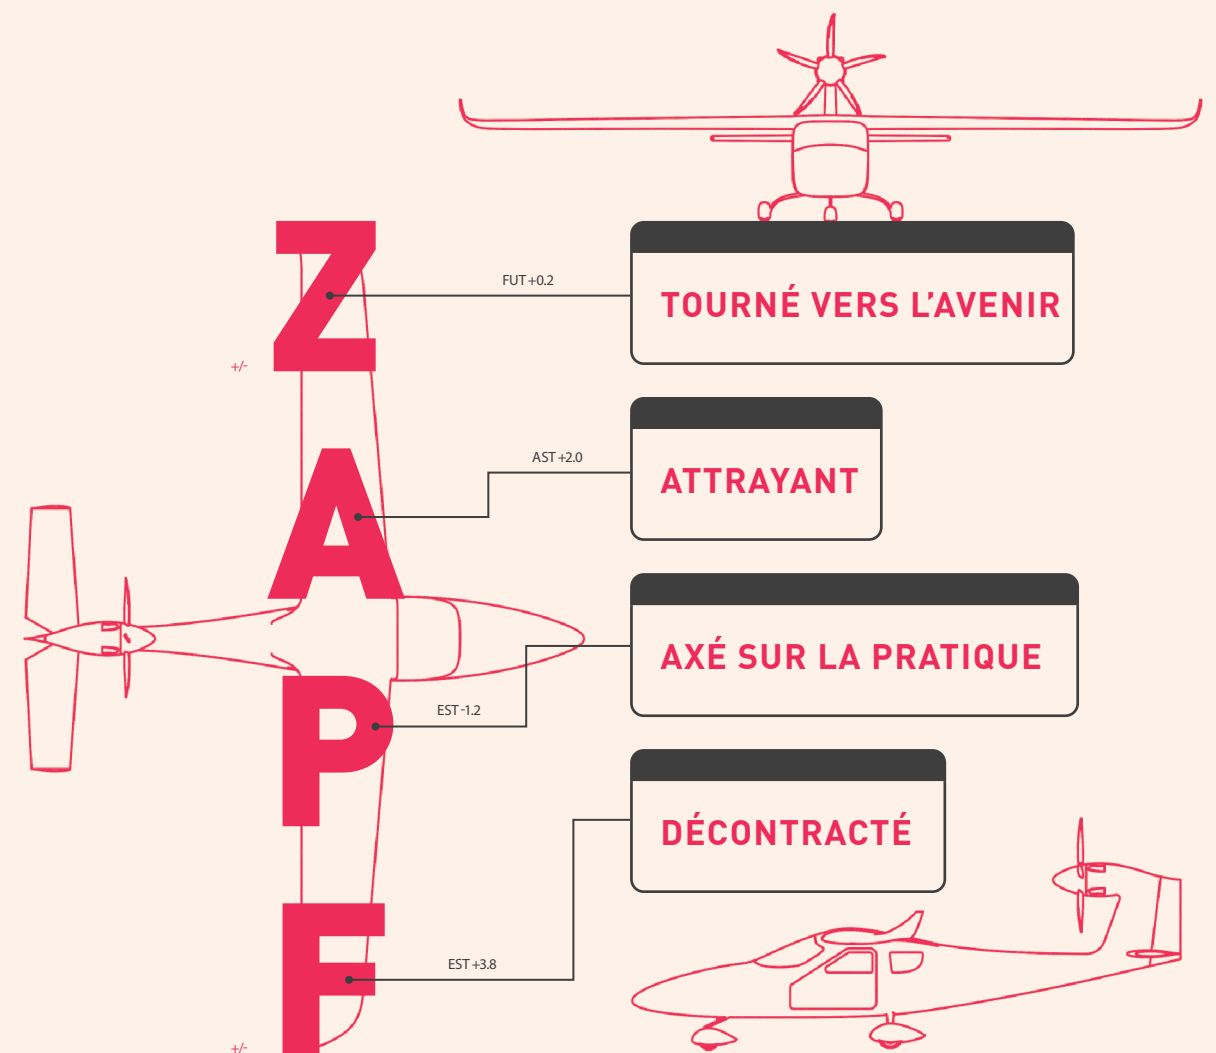 Z
FUT +0.2
TOURNÉ VERS L’AVENIR
+/-
A
AST +2.0
ATTRAYANT
P
EST -1.2
AXÉ SUR LA PRATIQUE
F
EST +3.8
DÉCONTRACTÉ
+/-